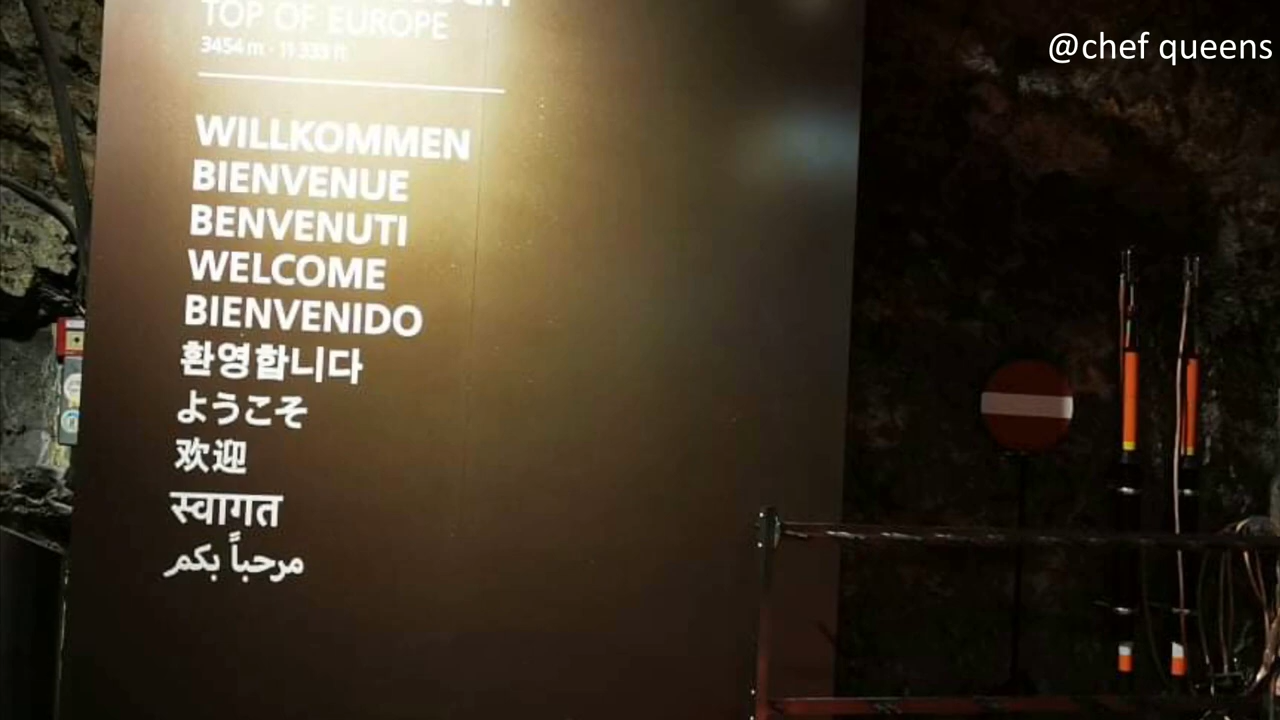 TOP OF EUROPE
3454 m · 11 333 ft
WILLKOMMEN
BIENVENUE
BENVENUTI
WELCOME
BIENVENIDO
환영합니다
ようこそ
欢迎
स्वागत
مرحباً بكم
@chef queens